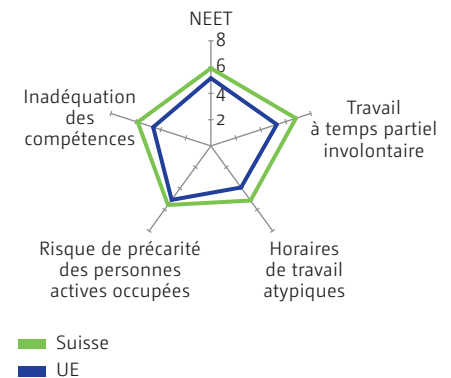 NEET
8
6
4
2
Inadéquation
des
compétences
Travail
à temps partiel
involontaire
Risque de précarité
des personnes
actives occupées
Horaires
de travail
atypiques
Suisse
UE